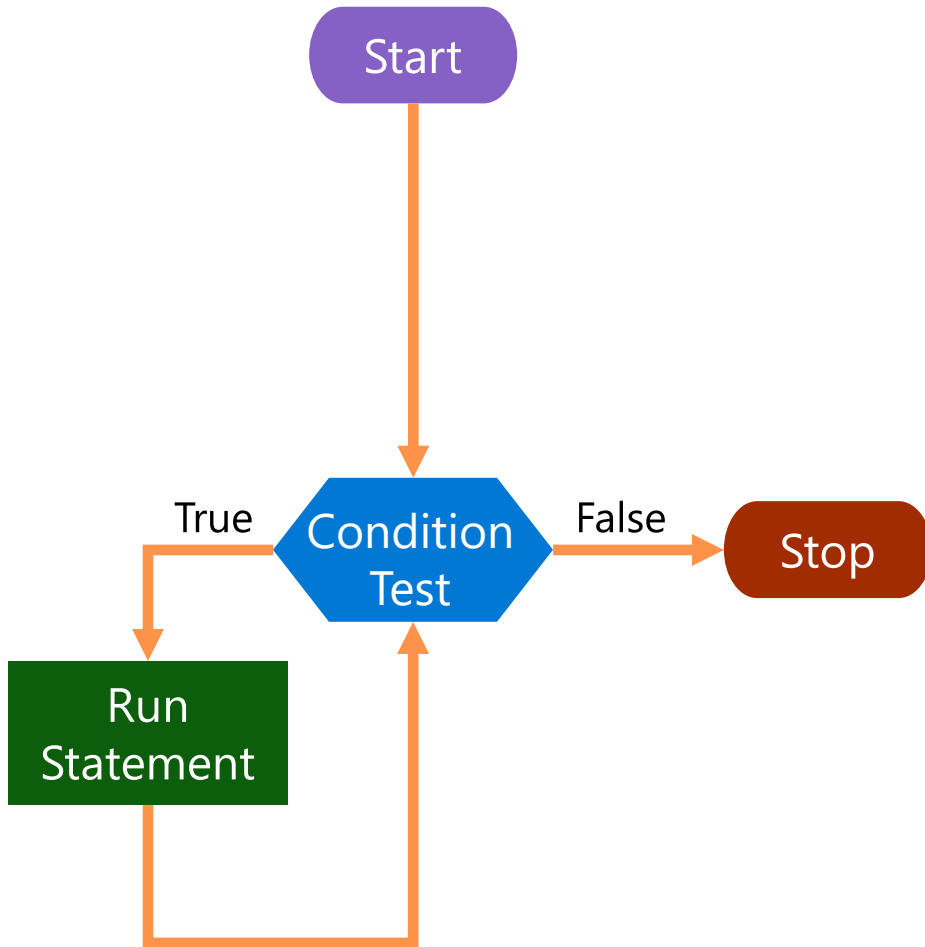 Start
True
Condition
Test
False
Stop
Run
Statement